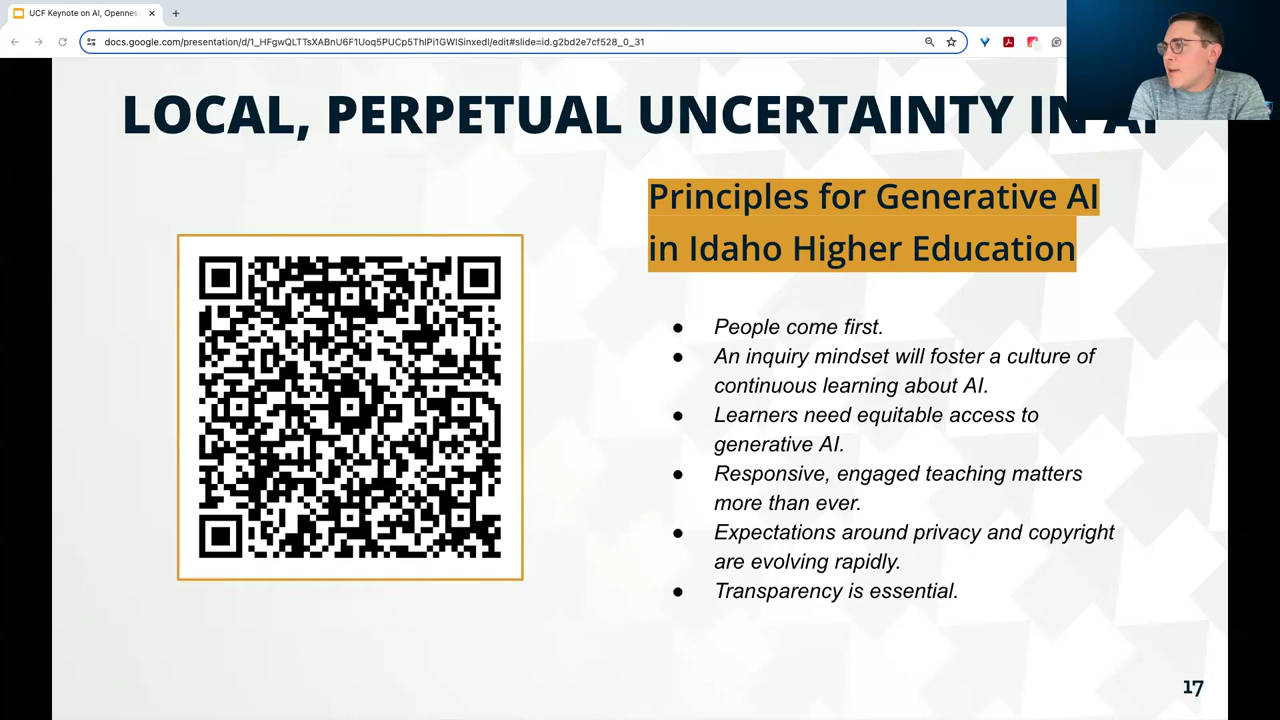 UCF Keynote on AI, Openness
docs.google.com/presentation/d/1_HFgwQLTTsXABnU6F1Uoq5PUCp5ThlPi1GWISinxedI/edit#slide=id.g2bd2e7cf528_0_31
LOCAL, PERPETUAL UNCERTAINTY IN AI
Principles for Generative AI
in Idaho Higher Education
● People come first.
● An inquiry mindset will foster a culture of
continuous learning about AI.
● Learners need equitable access to
generative AI.
● Responsive, engaged teaching matters
more than ever.
● Expectations around privacy and copyright
are evolving rapidly.
● Transparency is essential.
17